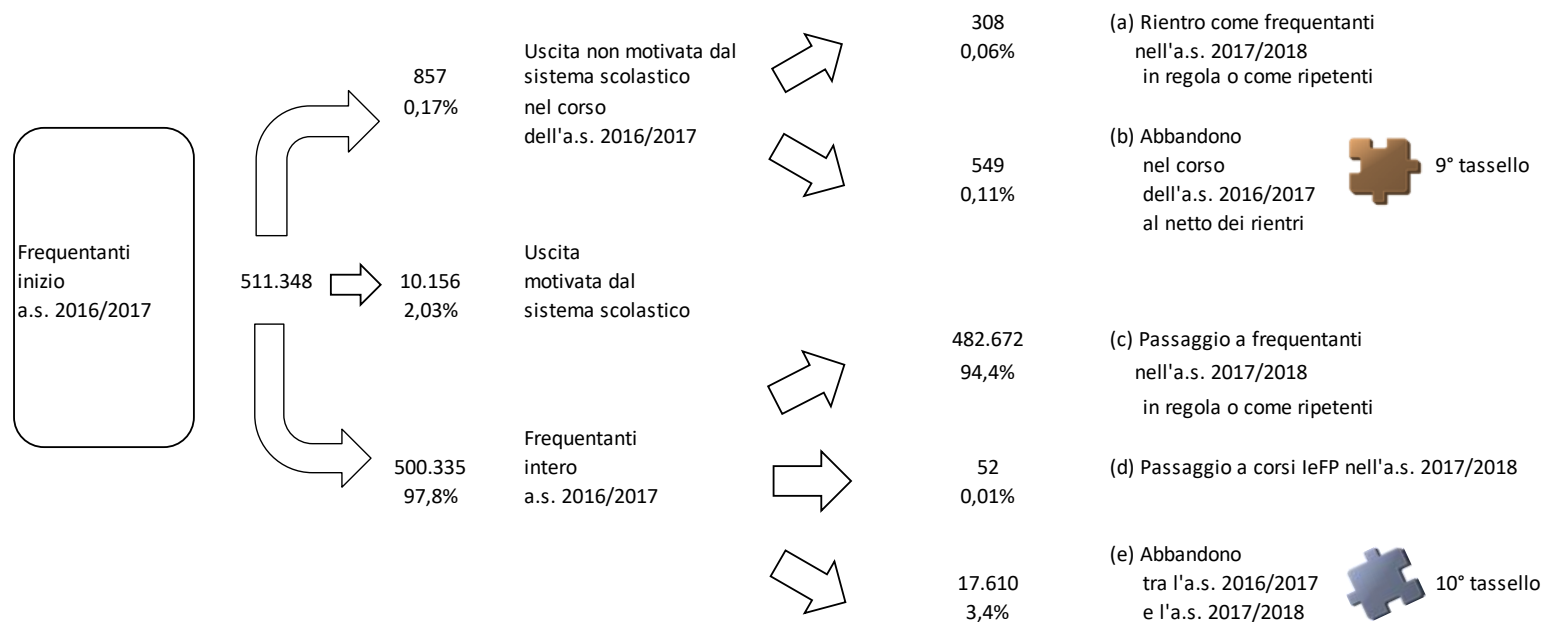 Frequentanti
inizio
a.s. 2016/2017
511.348
857
0,17%
Uscita non motivata dal
sistema scolastico
nel corso
dell'a.s. 2016/2017
308
0,06%
(a) Rientro come frequentanti
nell'a.s. 2017/2018
in regola o come ripetenti
549
0,11%
(b) Abbandono
nel corso
dell'a.s. 2016/2017
al netto dei rientri
9° tassello
10.156
2,03%
Uscita
motivata dal
sistema scolastico
500.335
97,8%
Frequentanti
intero
a.s. 2016/2017
482.672
94,4%
(c) Passaggio a frequentanti
nell'a.s. 2017/2018
in regola o come ripetenti
52
0,01%
(d) Passaggio a corsi IeFP nell'a.s. 2017/2018
17.610
3,4%
(e) Abbandono
tra l'a.s. 2016/2017
e l'a.s. 2017/2018
10° tassello